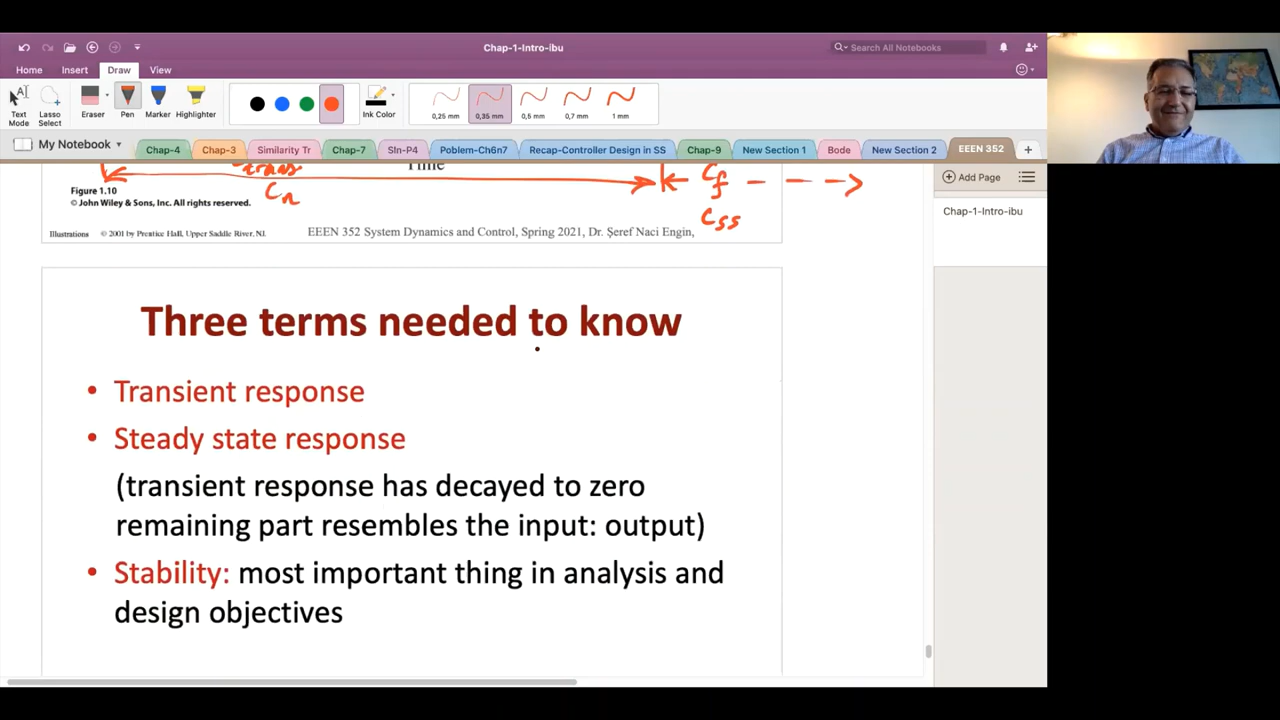 Chap-1-Intro-ibu
Search All Notebooks
Home Insert Draw View
Text Mode
Lasso Select
Eraser
Pen
Marker
Highlighter
Ink Color
0,25 mm 0,35 mm 0,5 mm 0,7 mm 1 mm
My Notebook
Chap-4 Chap-3 Similarity Tr Chap-7 SIn-P4 Poblem-Ch6n7 Recap-Controller Design in SS Chap-9 New Section 1 Bode New Section 2 EEEN 352
Add Page
Chap-1-Intro-ibu
Time
Cn
Cf
Css
Figure 1.10
© John Wiley & Sons, Inc. All rights reserved.
Illustrations © 2001 by Prentice Hall, Upper Saddle River, NJ.
EEEN 352 System Dynamics and Control, Spring 2021, Dr. Şeref Naci Engin,
Three terms needed to know
• Transient response
• Steady state response
(transient response has decayed to zero
remaining part resembles the input: output)
• Stability: most important thing in analysis and
design objectives